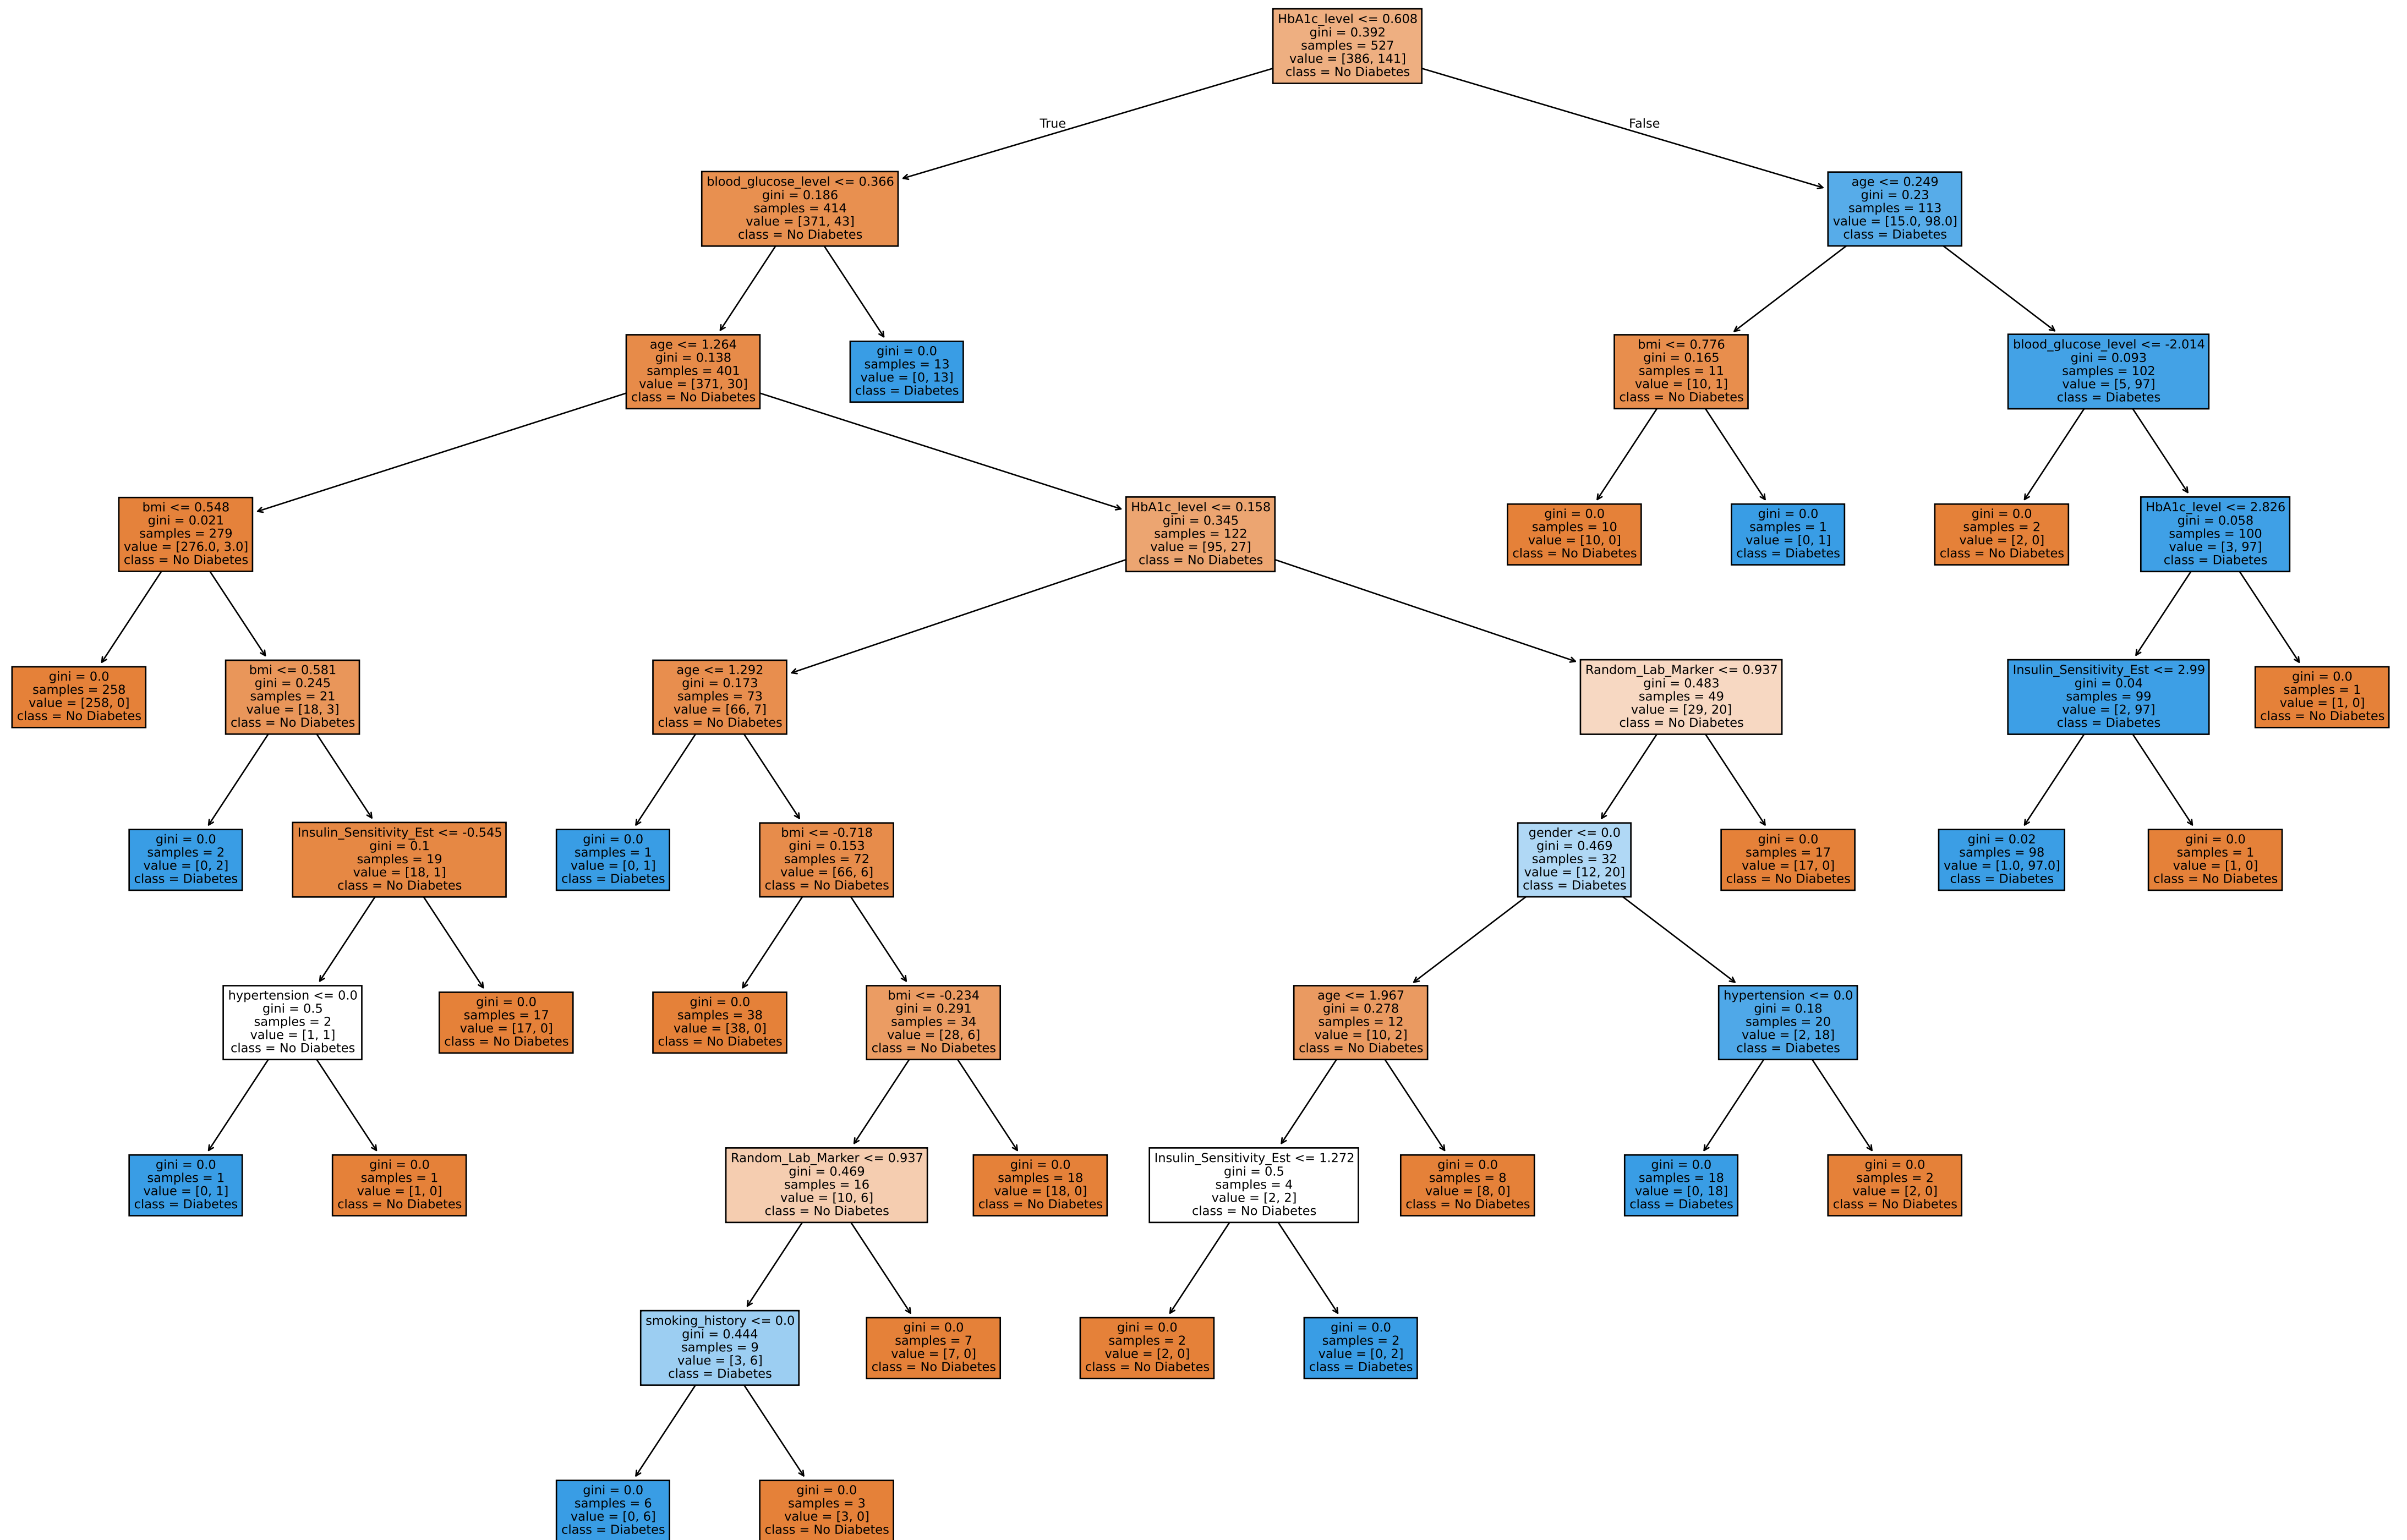 HbA1c_level <= 0.608
gini = 0.392
samples = 527
value = [386, 141]
class = No Diabetes
True
False
blood_glucose_level <= 0.366
gini = 0.186
samples = 414
value = [371, 43]
class = No Diabetes
age <= 0.249
gini = 0.23
samples = 113
value = [15.0, 98.0]
class = Diabetes
age <= 1.264
gini = 0.138
samples = 401
value = [371, 30]
class = No Diabetes
gini = 0.0
samples = 13
value = [0, 13]
class = Diabetes
bmi <= 0.776
gini = 0.165
samples = 11
value = [10, 1]
class = No Diabetes
blood_glucose_level <= -2.014
gini = 0.093
samples = 102
value = [5, 97]
class = Diabetes
bmi <= 0.548
gini = 0.021
samples = 279
value = [276.0, 3.0]
class = No Diabetes
HbA1c_level <= 0.158
gini = 0.345
samples = 122
value = [95, 27]
class = No Diabetes
gini = 0.0
samples = 10
value = [10, 0]
class = No Diabetes
gini = 0.0
samples = 1
value = [0, 1]
class = Diabetes
gini = 0.0
samples = 2
value = [2, 0]
class = No Diabetes
HbA1c_level <= 2.826
gini = 0.058
samples = 100
value = [3, 97]
class = Diabetes
gini = 0.0
samples = 258
value = [258, 0]
class = No Diabetes
bmi <= 0.581
gini = 0.245
samples = 21
value = [18, 3]
class = No Diabetes
age <= 1.292
gini = 0.173
samples = 73
value = [66, 7]
class = No Diabetes
Random_Lab_Marker <= 0.937
gini = 0.483
samples = 49
value = [29, 20]
class = No Diabetes
Insulin_Sensitivity_Est <= 2.99
gini = 0.04
samples = 99
value = [2, 97]
class = Diabetes
gini = 0.0
samples = 1
value = [1, 0]
class = No Diabetes
gini = 0.0
samples = 2
value = [0, 2]
class = Diabetes
Insulin_Sensitivity_Est <= -0.545
gini = 0.1
samples = 19
value = [18, 1]
class = No Diabetes
gini = 0.0
samples = 1
value = [0, 1]
class = Diabetes
bmi <= -0.718
gini = 0.153
samples = 72
value = [66, 6]
class = No Diabetes
gender <= 0.0
gini = 0.469
samples = 32
value = [12, 20]
class = Diabetes
gini = 0.0
samples = 17
value = [17, 0]
class = No Diabetes
gini = 0.02
samples = 98
value = [1.0, 97.0]
class = Diabetes
gini = 0.0
samples = 1
value = [1, 0]
class = No Diabetes
hypertension <= 0.0
gini = 0.5
samples = 2
value = [1, 1]
class = No Diabetes
gini = 0.0
samples = 17
value = [17, 0]
class = No Diabetes
gini = 0.0
samples = 38
value = [38, 0]
class = No Diabetes
bmi <= -0.234
gini = 0.291
samples = 34
value = [28, 6]
class = No Diabetes
age <= 1.967
gini = 0.278
samples = 12
value = [10, 2]
class = No Diabetes
hypertension <= 0.0
gini = 0.18
samples = 20
value = [2, 18]
class = Diabetes
gini = 0.0
samples = 1
value = [0, 1]
class = Diabetes
gini = 0.0
samples = 1
value = [1, 0]
class = No Diabetes
Random_Lab_Marker <= 0.937
gini = 0.469
samples = 16
value = [10, 6]
class = No Diabetes
gini = 0.0
samples = 18
value = [18, 0]
class = No Diabetes
Insulin_Sensitivity_Est <= 1.272
gini = 0.5
samples = 4
value = [2, 2]
class = No Diabetes
gini = 0.0
samples = 8
value = [8, 0]
class = No Diabetes
gini = 0.0
samples = 18
value = [0, 18]
class = Diabetes
gini = 0.0
samples = 2
value = [2, 0]
class = No Diabetes
smoking_history <= 0.0
gini = 0.444
samples = 9
value = [3, 6]
class = Diabetes
gini = 0.0
samples = 7
value = [7, 0]
class = No Diabetes
gini = 0.0
samples = 2
value = [2, 0]
class = No Diabetes
gini = 0.0
samples = 2
value = [0, 2]
class = Diabetes
gini = 0.0
samples = 6
value = [0, 6]
class = Diabetes
gini = 0.0
samples = 3
value = [3, 0]
class = No Diabetes